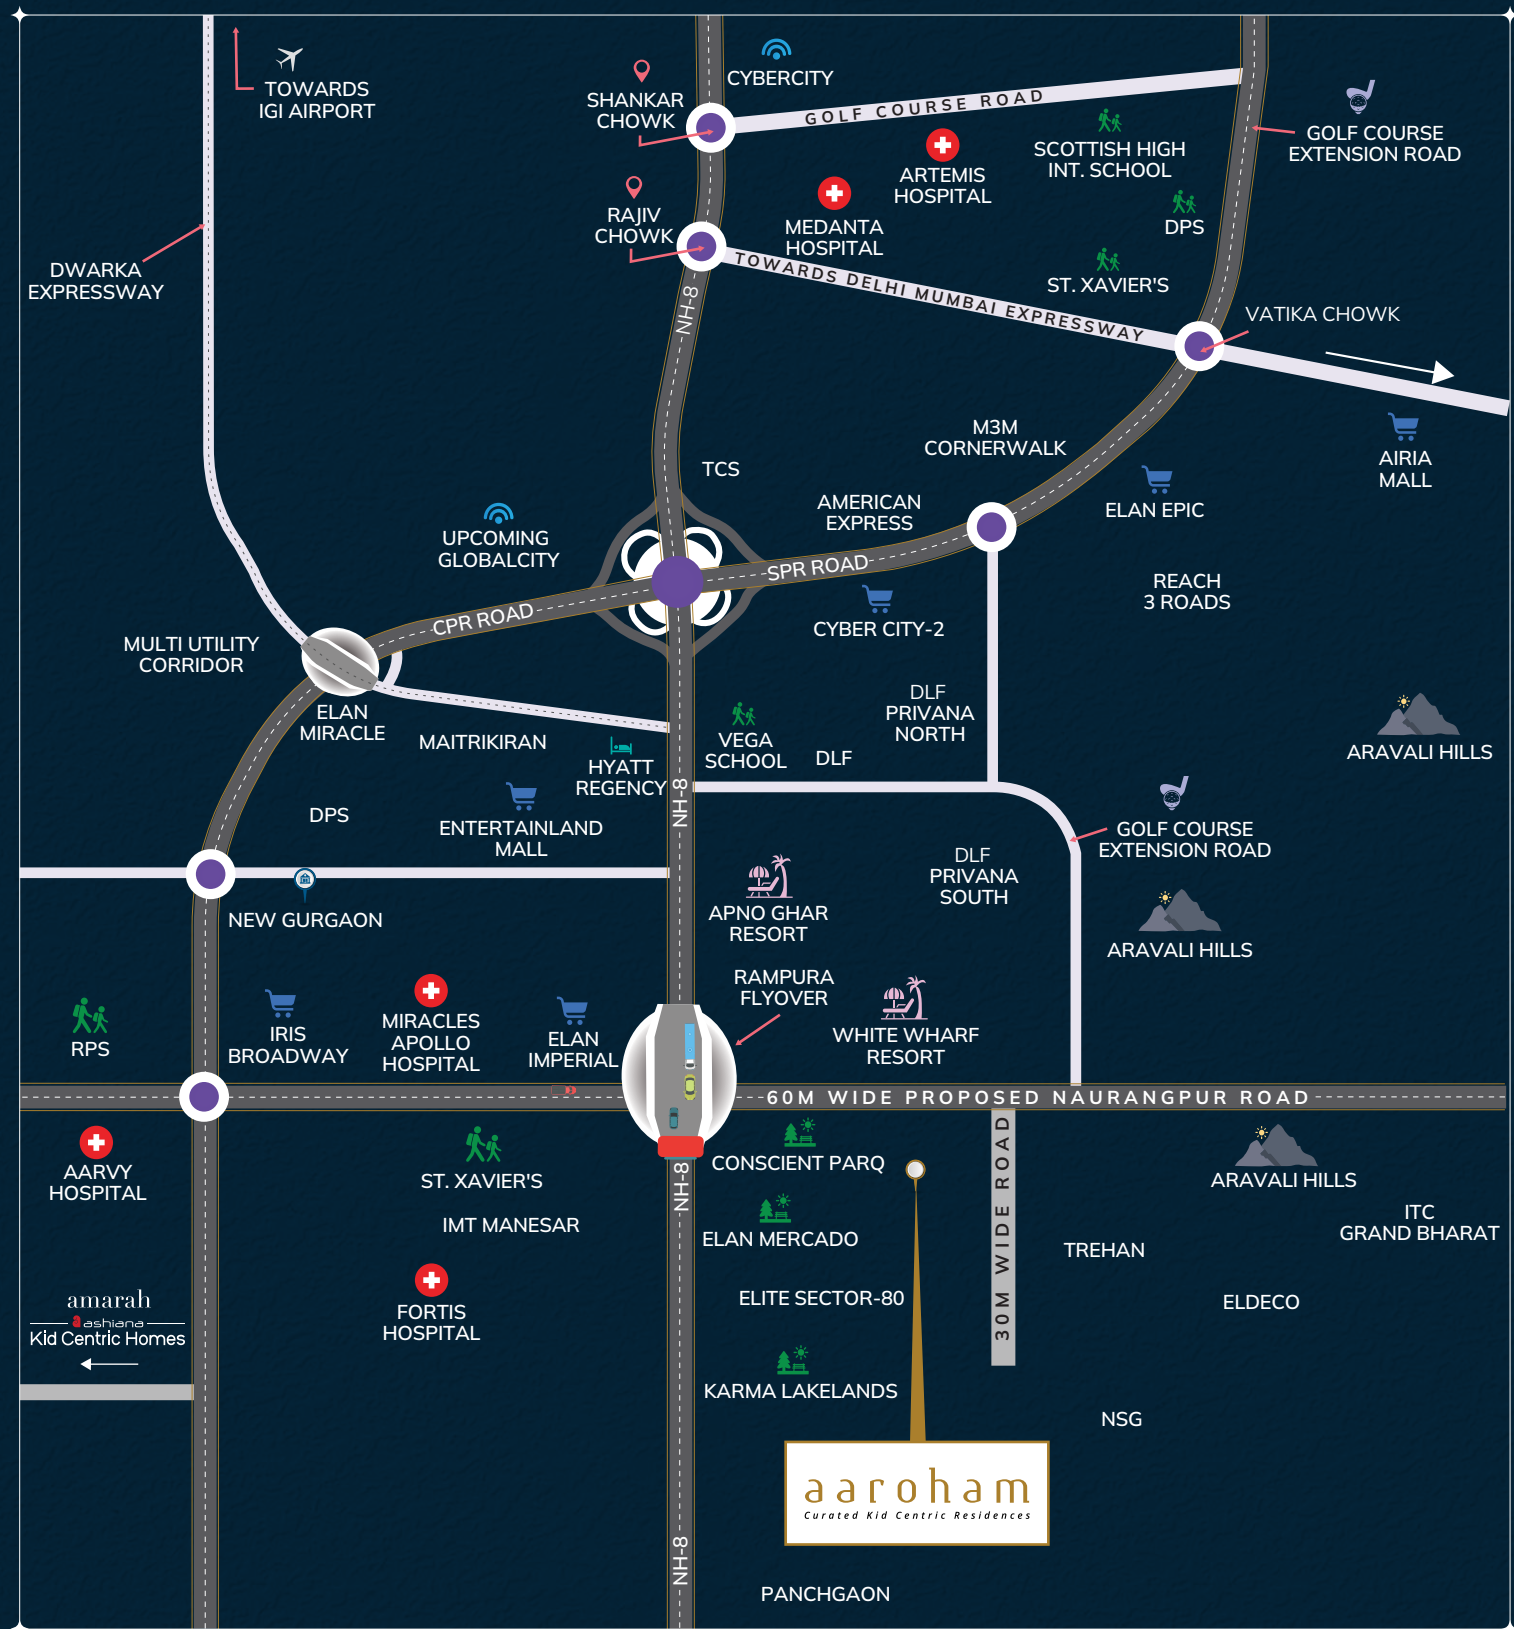 TOWARDS
IGI AIRPORT
CYBERCITY
SHANKAR
CHOWK
GOLF COURSE ROAD
GOLF COURSE
EXTENSION ROAD
SCOTTISH HIGH
INT. SCHOOL
ARTEMIS
HOSPITAL
RAJIV
CHOWK
MEDANTA
HOSPITAL
DPS
DWARKA
EXPRESSWAY
TOWARDS DELHI MUMBAI EXPRESSWAY
ST. XAVIER'S
NH-8
VATIKA CHOWK
M3M
CORNERWALK
TCS
AIRIA
MALL
AMERICAN
EXPRESS
ELAN EPIC
UPCOMING
GLOBALCITY
SPR ROAD
REACH
3 ROADS
CPR ROAD
CYBER CITY-2
MULTI UTILITY
CORRIDOR
ELAN
MIRACLE
MAITRIKIRAN
DLF
PRIVANA
NORTH
VEGA
SCHOOL
DLF
ARAVALI HILLS
HYATT
REGENCY
NH-8
DPS
ENTERTAINLAND
MALL
GOLF COURSE
EXTENSION ROAD
DLF
PRIVANA
SOUTH
NEW GURGAON
APNO GHAR
RESORT
ARAVALI HILLS
RAMPURA
FLYOVER
RPS
IRIS
BROADWAY
MIRACLES
APOLLO
HOSPITAL
ELAN
IMPERIAL
WHITE WHARF
RESORT
60M WIDE PROPOSED NAURANGPUR ROAD
AARVY
HOSPITAL
ST. XAVIER'S
IMT MANESAR
NH-8
CONSCIENT PARQ
30M WIDE ROAD
ARAVALI HILLS
ITC
GRAND BHARAT
ELAN MERCADO
TREHAN
amarah
ashiana
Kid Centric Homes
FORTIS
HOSPITAL
ELITE SECTOR-80
ELDECO
KARMA LAKELANDS
NSG
aaroham
Curated Kid Centric Residences
NH-8
PANCHGAON